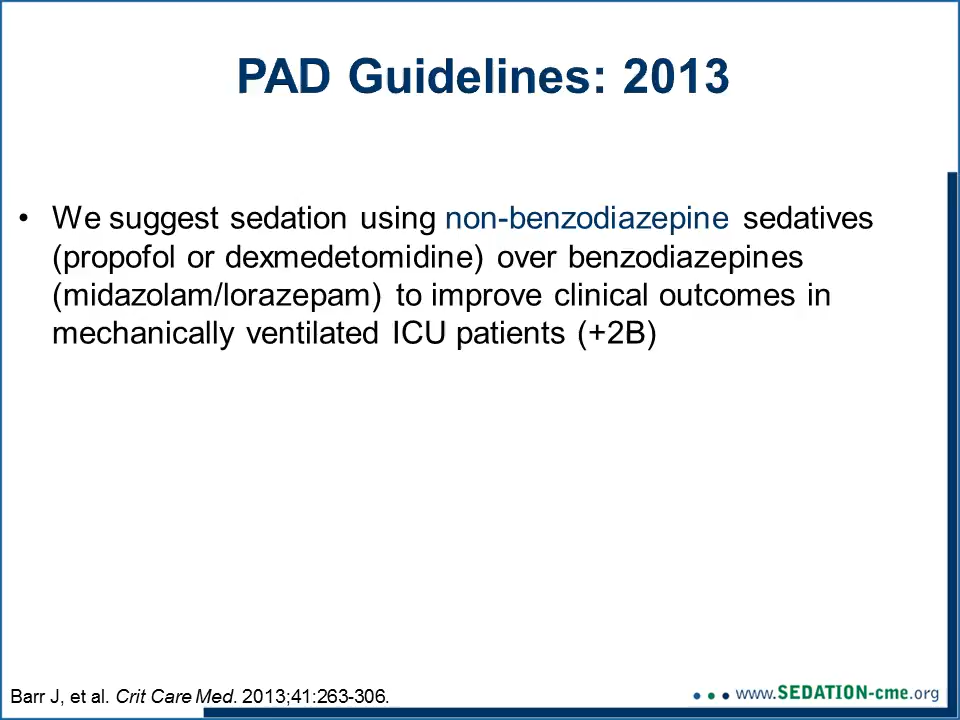 PAD Guidelines: 2013
• We suggest sedation using non-benzodiazepine sedatives
(propofol or dexmedetomidine) over benzodiazepines
(midazolam/lorazepam) to improve clinical outcomes in
mechanically ventilated ICU patients (+2B)
Barr J, et al. Crit Care Med. 2013;41:263-306.
www.SEDATION-cme.org